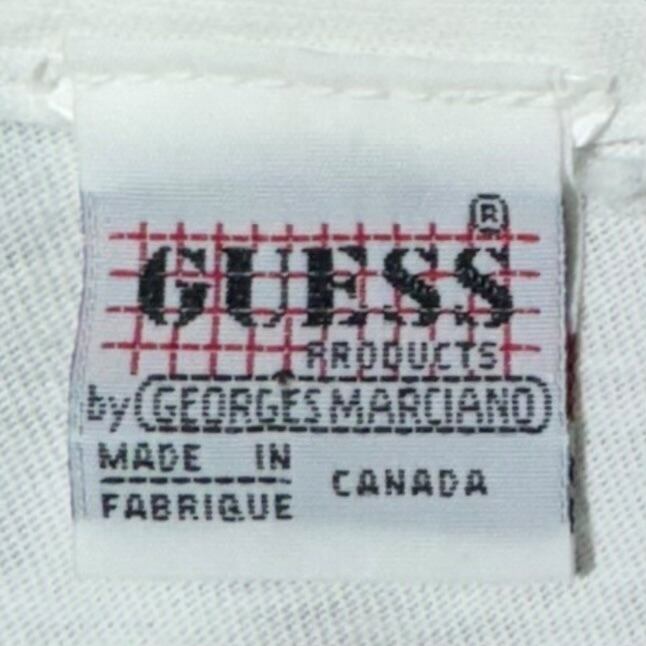 ®
GUESS
PRODUCTS
by GEORGES MARCIANO
MADE IN
FABRIQUE
CANADA